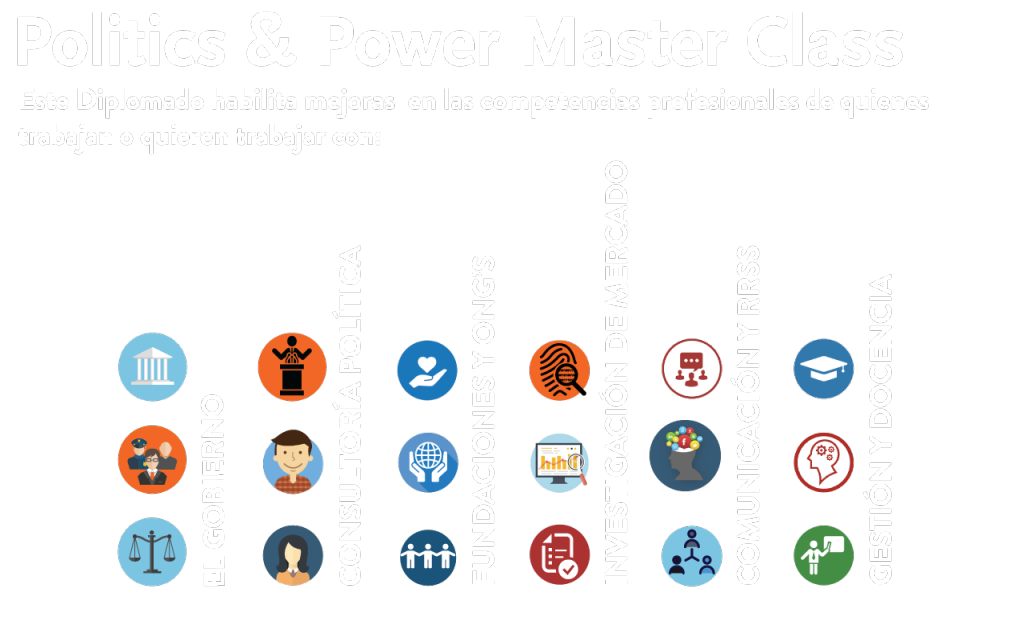 Politics & Power Master Class
Este Diplomado habilita mejoras en las competencias profesionales de quienes
trabajan o quieren trabajar con:
EL GOBIERNO
CONSULTORÍA POLÍTICA
FUNDACIONES Y ONG'S
INVESTIGACIÓN DE MERCADO
COMUNICACIÓN Y RRSS
GESTIÓN Y DOCENCIA